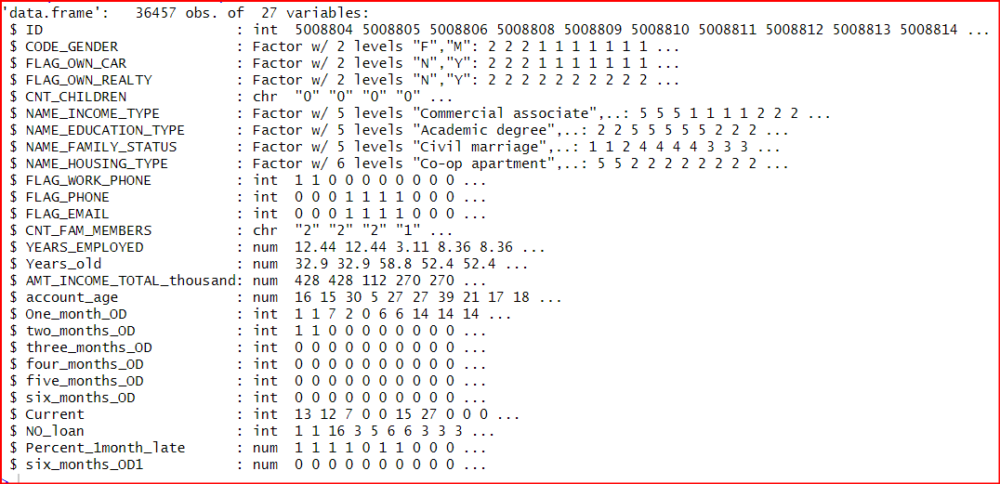 'data.frame':   36457 obs. of  27 variables:
 $ ID                       : int  5008804 5008805 5008806 5008808 5008809 5008810 5008811 5008812 5008813 5008814 ...
 $ CODE_GENDER              : Factor w/ 2 levels "F","M": 2 2 2 1 1 1 1 1 1 1 ...
 $ FLAG_OWN_CAR             : Factor w/ 2 levels "N","Y": 2 2 2 1 1 1 1 1 1 1 ...
 $ FLAG_OWN_REALTY          : Factor w/ 2 levels "N","Y": 2 2 2 2 2 2 2 2 2 2 ...
 $ CNT_CHILDREN             : chr  "0" "0" "0" "0" ...
 $ NAME_INCOME_TYPE         : Factor w/ 5 levels "Commercial associate",..: 5 5 5 1 1 1 1 2 2 2 ...
 $ NAME_EDUCATION_TYPE      : Factor w/ 5 levels "Academic degree",..: 2 2 5 5 5 5 5 2 2 2 ...
 $ NAME_FAMILY_STATUS       : Factor w/ 5 levels "Civil marriage",..: 1 1 2 4 4 4 4 3 3 3 ...
 $ NAME_HOUSING_TYPE        : Factor w/ 6 levels "Co-op apartment",..: 5 5 2 2 2 2 2 2 2 2 ...
 $ FLAG_WORK_PHONE          : int  1 1 0 0 0 0 0 0 0 0 ...
 $ FLAG_PHONE               : int  0 0 0 1 1 1 1 0 0 0 ...
 $ FLAG_EMAIL               : int  0 0 0 1 1 1 1 0 0 0 ...
 $ CNT_FAM_MEMBERS          : chr  "2" "2" "2" "1" ...
 $ YEARS_EMPLOYED           : num  12.44 12.44 3.11 8.36 8.36 ...
 $ Years_old                : num  32.9 32.9 58.8 52.4 52.4 ...
 $ AMT_INCOME_TOTAL_thousand: num  428 428 112 270 270 ...
 $ account_age              : num  16 15 30 5 27 27 39 21 17 18 ...
 $ One_month_OD             : int  1 1 7 2 0 6 6 14 14 14 ...
 $ two_months_OD            : int  1 1 0 0 0 0 0 0 0 0 ...
 $ three_months_OD          : int  0 0 0 0 0 0 0 0 0 0 ...
 $ four_months_OD           : int  0 0 0 0 0 0 0 0 0 0 ...
 $ five_months_OD           : int  0 0 0 0 0 0 0 0 0 0 ...
 $ six_months_OD            : int  0 0 0 0 0 0 0 0 0 0 ...
 $ Current                  : int  13 12 7 0 0 15 27 0 0 0 ...
 $ NO_loan                  : int  1 1 16 3 5 6 6 3 3 3 ...
 $ Percent_1month_late      : num  1 1 1 1 0 1 1 0 0 0 ...
 $ six_months_OD1           : num  0 0 0 0 0 0 0 0 0 0 ...
>